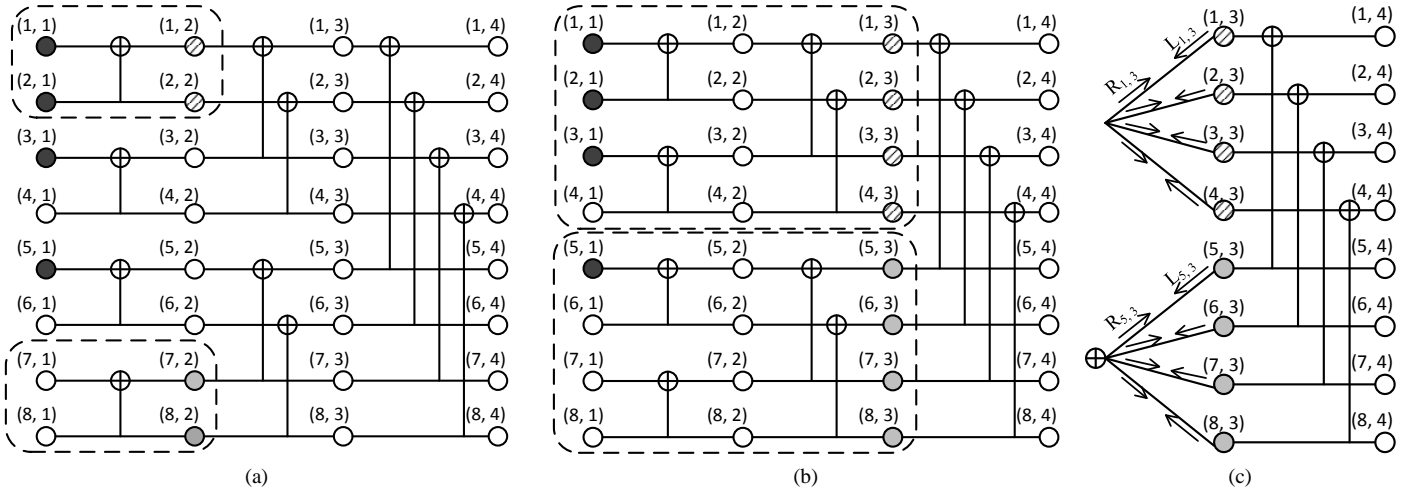 (1, 1) (1, 2) (1, 3) (1, 4)
(2, 1) (2, 2) (2, 3) (2, 4)
(3, 1) (3, 2) (3, 3) (3, 4)
(4, 1) (4, 2) (4, 3) (4, 4)
(5, 1) (5, 2) (5, 3) (5, 4)
(6, 1) (6, 2) (6, 3) (6, 4)
(7, 1) (7, 2) (7, 3) (7, 4)
(8, 1) (8, 2) (8, 3) (8, 4)
(a)
(1, 1) (1, 2) (1, 3) (1, 4)
(2, 1) (2, 2) (2, 3) (2, 4)
(3, 1) (3, 2) (3, 3) (3, 4)
(4, 1) (4, 2) (4, 3) (4, 4)
(5, 1) (5, 2) (5, 3) (5, 4)
(6, 1) (6, 2) (6, 3) (6, 4)
(7, 1) (7, 2) (7, 3) (7, 4)
(8, 1) (8, 2) (8, 3) (8, 4)
(b)
(1, 3) (1, 4)
L1,3
R1,3
(2, 3) (2, 4)
(3, 3) (3, 4)
(4, 3) (4, 4)
(5, 3) (5, 4)
L5,3
R5,3
(6, 3) (6, 4)
(7, 3) (7, 4)
(8, 3) (8, 4)
(c)